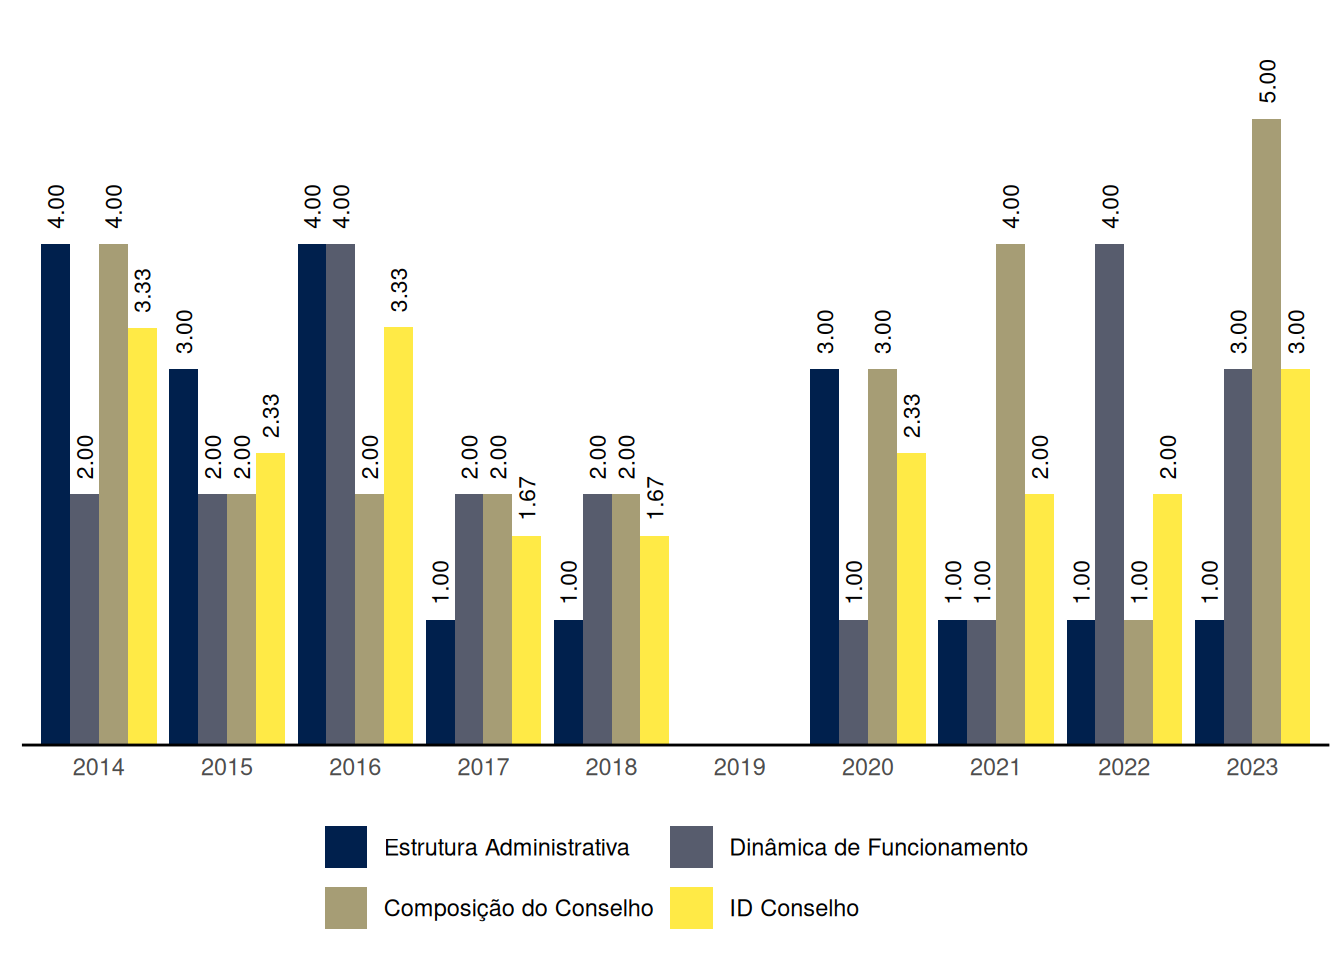 4.00 2.00 4.00 3.33
3.00 2.00 2.00 2.33
4.00 4.00 2.00 3.33
1.00 2.00 2.00 1.67
1.00 2.00 2.00 1.67
3.00 1.00 3.00 2.33
1.00 1.00 4.00 2.00
1.00 4.00 1.00 2.00
1.00 3.00 5.00 3.00
2014 2015 2016 2017 2018 2019 2020 2021 2022 2023
Estrutura Administrativa Dinâmica de Funcionamento
Composição do Conselho ID Conselho